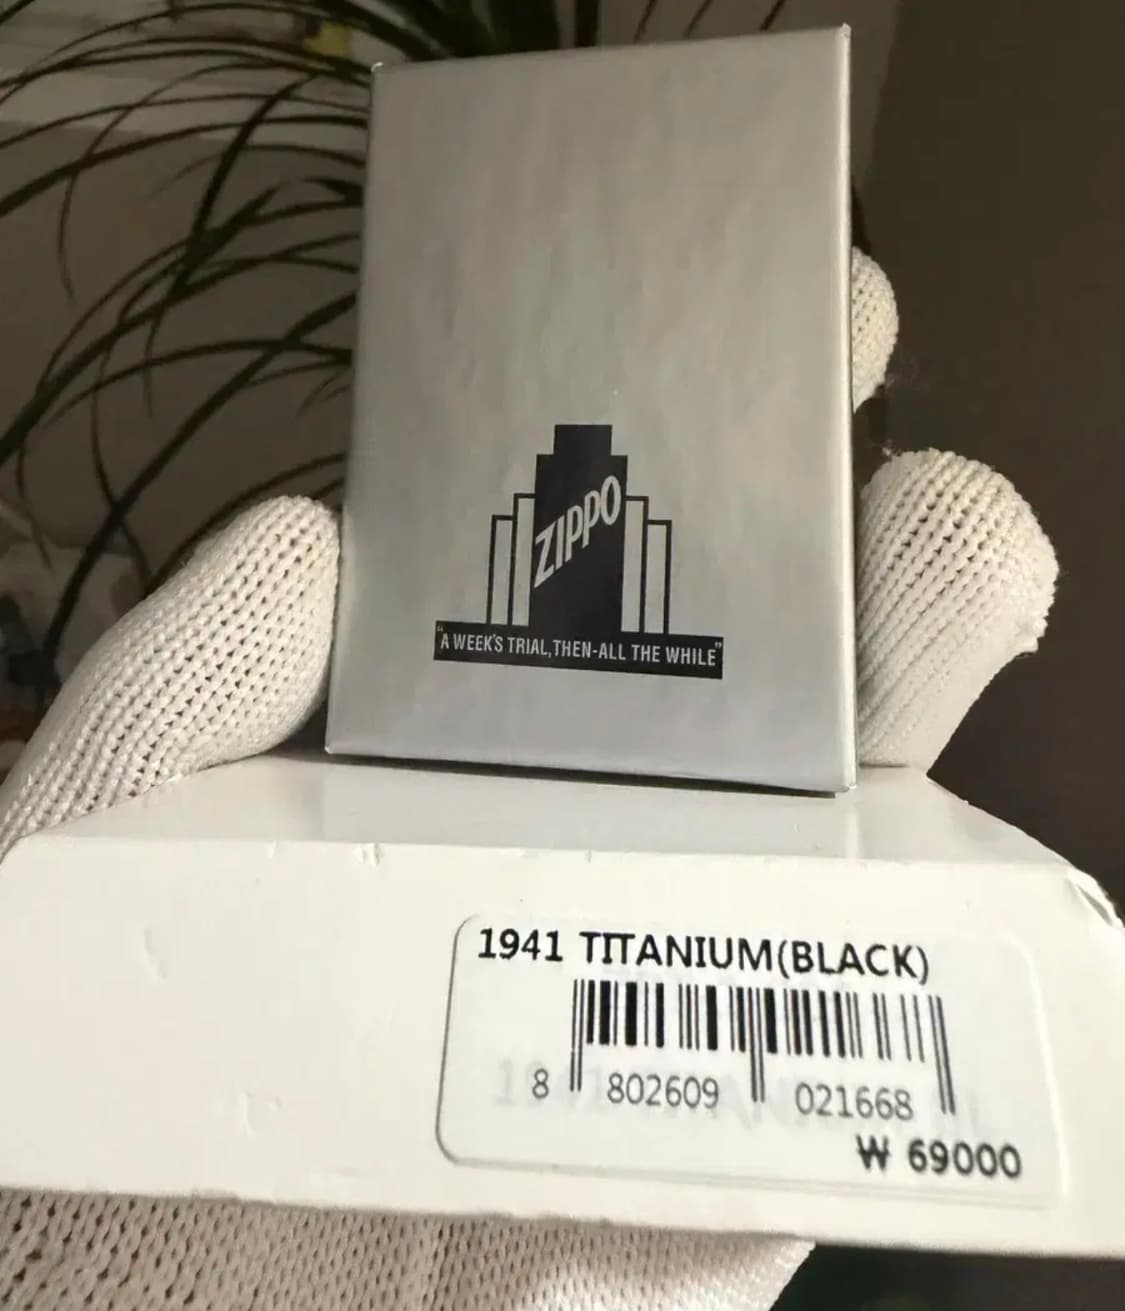 ZIPPO
"A WEEK'S TRIAL, THEN-ALL THE WHILE"
1941 TITANIUM(BLACK)
8 802609 021668
₩ 69000